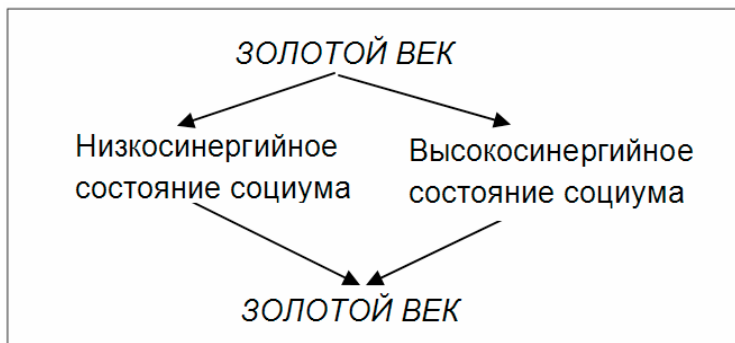 ЗОЛОТОЙ ВЕК
Низкосинергийное
состояние социума
Высокосинергийное
состояние социума
ЗОЛОТОЙ ВЕК